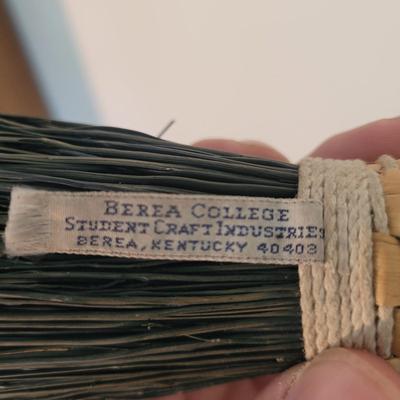 BEREA COLLEGE
STUDENT CRAFT INDUSTRIES
BEREA, KENTUCKY 40403